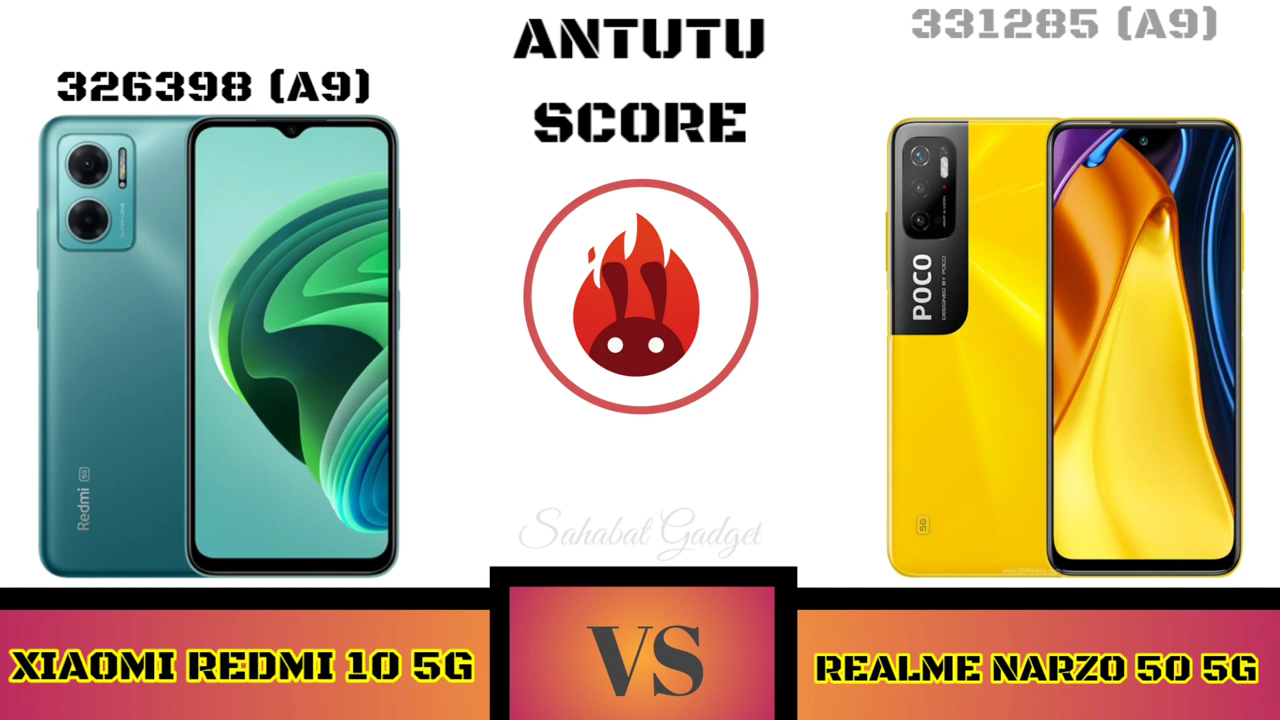 ANTUTU
SCORE
326398 (A9)
331285 (A9)
Redmi 5G
POCO
DESIGNED BY POCO
5G
Sahabat Gadget
XIAOMI REDMI 10 5G
VS
REALME NARZO 50 5G